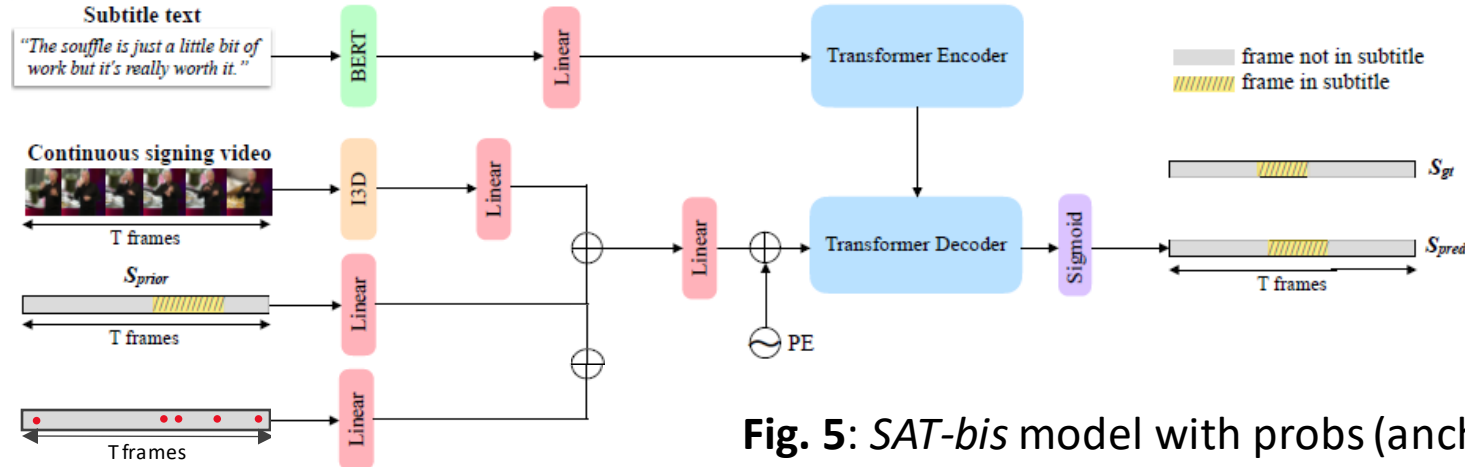 Subtitle text
“The souffle is just a little bit of
work but it's really worth it.”
BERT
Linear
Transformer Encoder
frame not in subtitle
frame in subtitle
Continuous signing video
T frames
I3D
Linear
Linear
Transformer Decoder
Sigmoid
S_gt
S_pred
T frames
S_prior
T frames
Linear
PE
T frames
Linear
Fig. 5: SAT-bis model with probs (anch